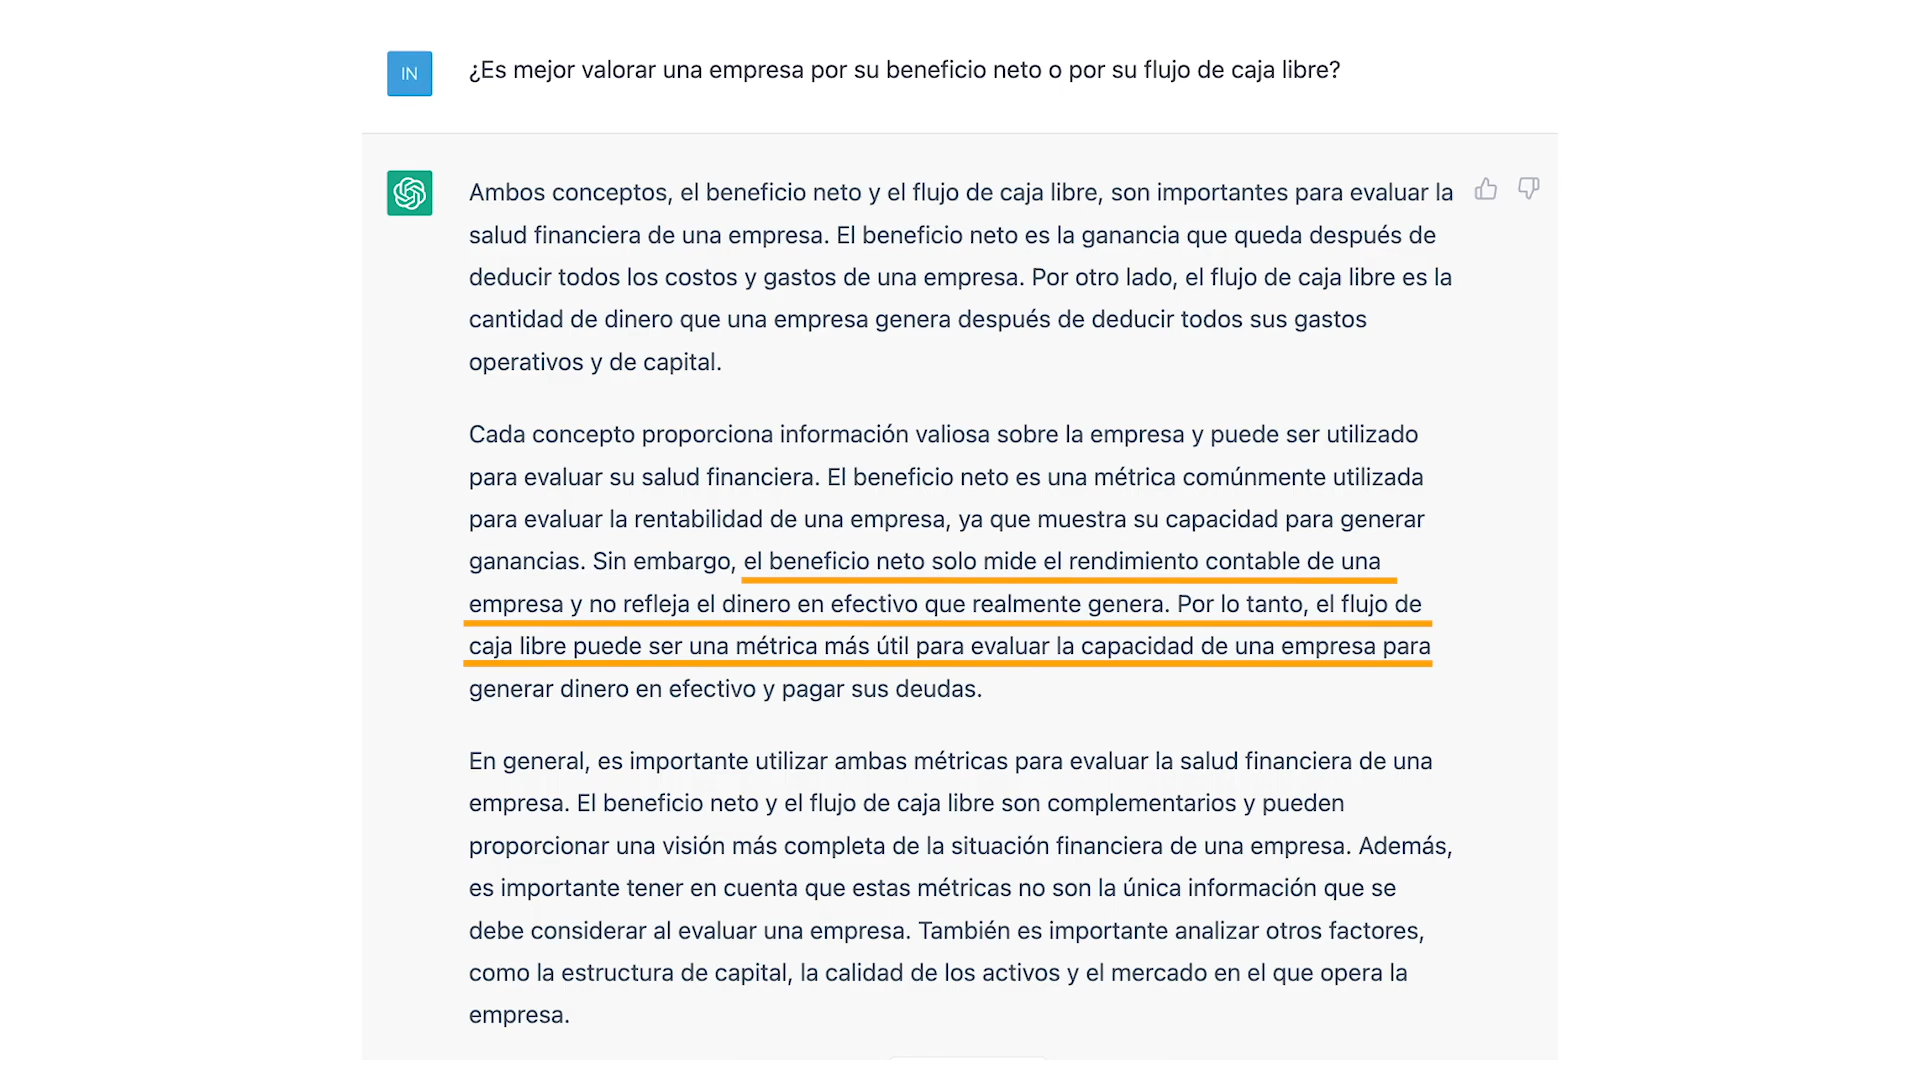 IN
¿Es mejor valorar una empresa por su beneficio neto o por su flujo de caja libre?
Ambos conceptos, el beneficio neto y el flujo de caja libre, son importantes para evaluar la
salud financiera de una empresa. El beneficio neto es la ganancia que queda después de
deducir todos los costos y gastos de una empresa. Por otro lado, el flujo de caja libre es la
cantidad de dinero que una empresa genera después de deducir todos sus gastos
operativos y de capital.
Cada concepto proporciona información valiosa sobre la empresa y puede ser utilizado
para evaluar su salud financiera. El beneficio neto es una métrica comúnmente utilizada
para evaluar la rentabilidad de una empresa, ya que muestra su capacidad para generar
ganancias. Sin embargo, el beneficio neto solo mide el rendimiento contable de una
empresa y no refleja el dinero en efectivo que realmente genera. Por lo tanto, el flujo de
caja libre puede ser una métrica más útil para evaluar la capacidad de una empresa para
generar dinero en efectivo y pagar sus deudas.
En general, es importante utilizar ambas métricas para evaluar la salud financiera de una
empresa. El beneficio neto y el flujo de caja libre son complementarios y pueden
proporcionar una visión más completa de la situación financiera de una empresa. Además,
es importante tener en cuenta que estas métricas no son la única información que se
debe considerar al evaluar una empresa. También es importante analizar otros factores,
como la estructura de capital, la calidad de los activos y el mercado en el que opera la
empresa.